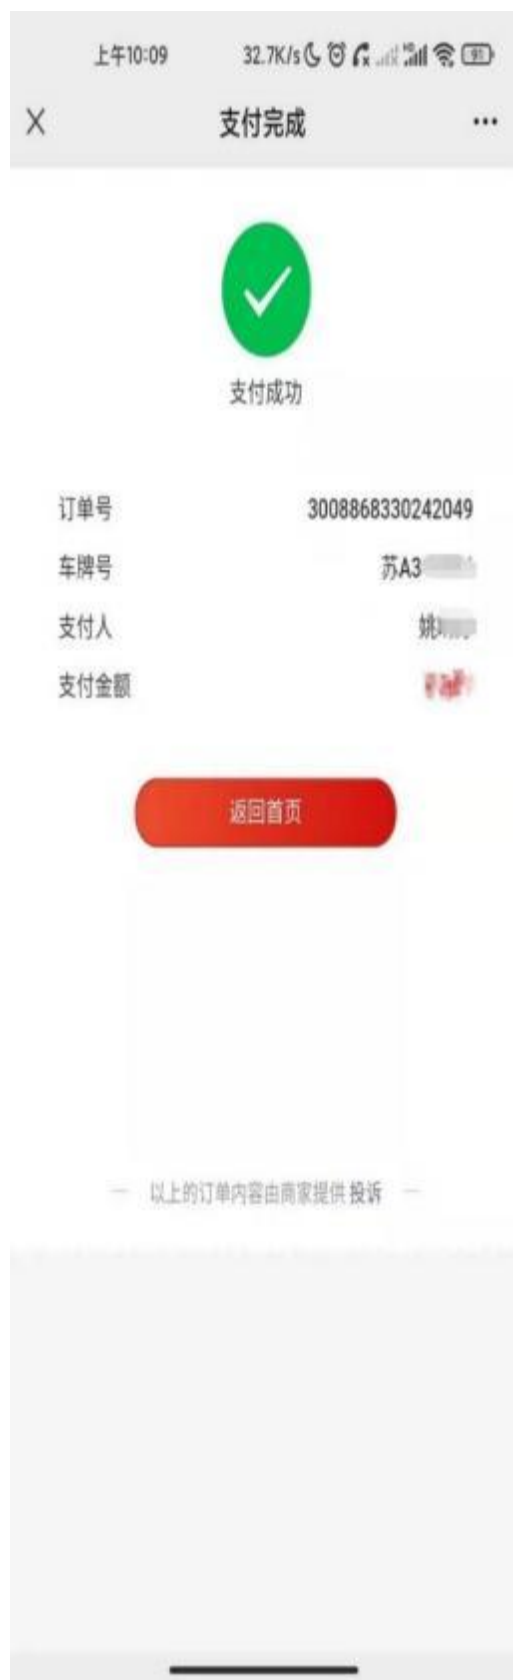 上午10:09 32.7K/s 91
支付完成
支付成功
订单号 3008868330242049
车牌号 苏A3
支付人 姚
支付金额
返回首页
以上的订单内容由商家提供 投诉